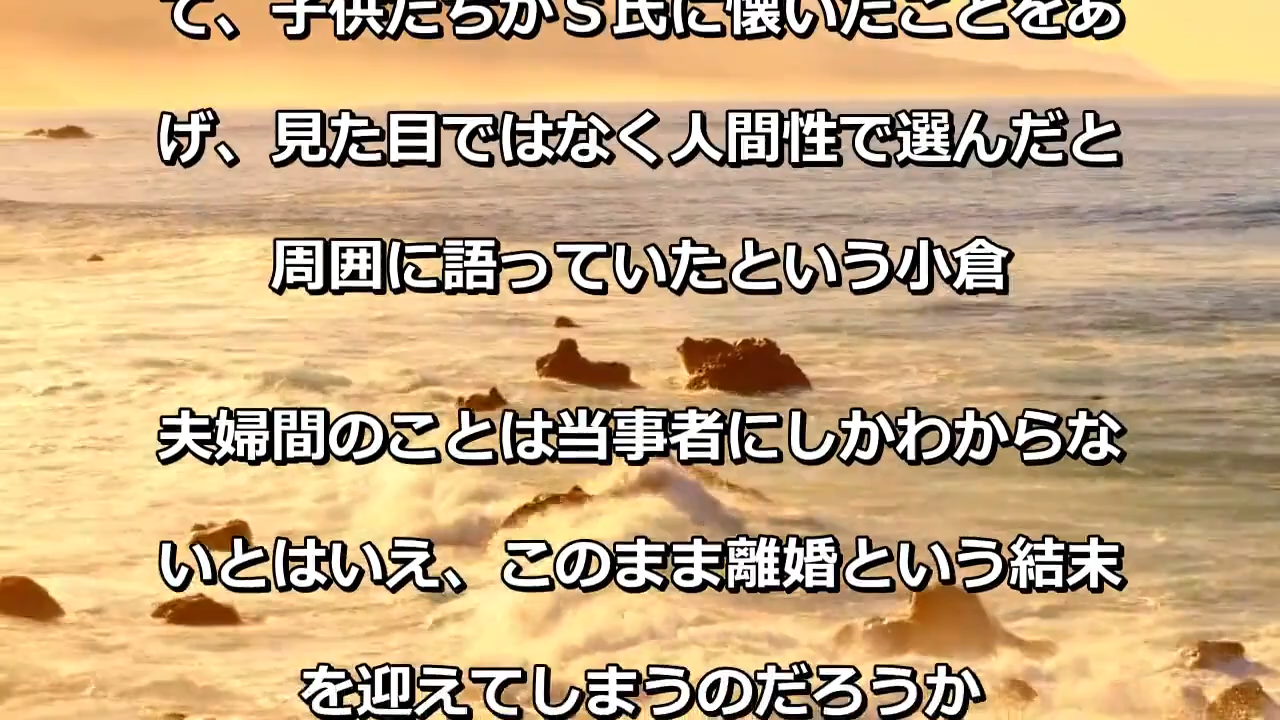 て、子供たちがＳ氏に懐いたことをあ
げ、見た目ではなく人間性で選んだと
周囲に語っていたという小倉
夫婦間のことは当事者にしかわからな
いとはいえ、このまま離婚という結末
を迎えてしまうのだろうか